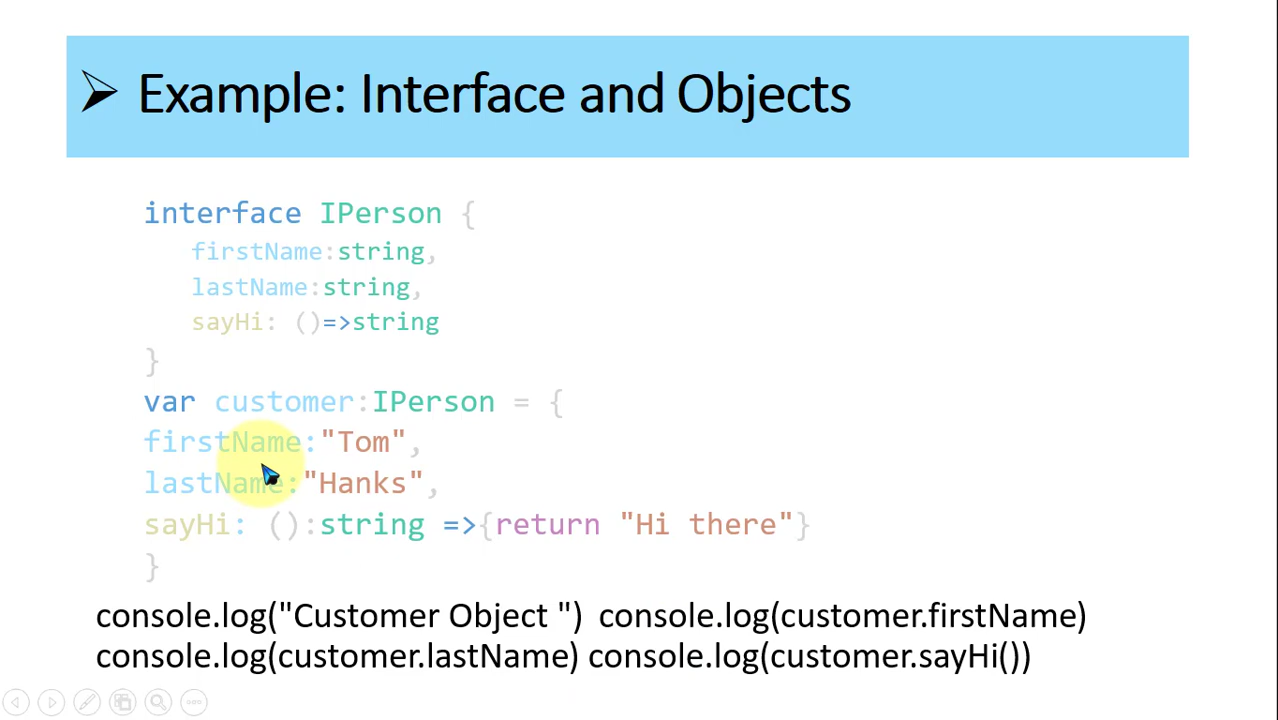 ➢ Example: Interface and Objects
interface IPerson {
firstName:string,
lastName:string,
sayHi: ()=>string
}
var customer:IPerson = {
firstName:"Tom",
lastName:"Hanks",
sayHi: ():string =>{return "Hi there"}
}
console.log("Customer Object ") console.log(customer.firstName)
console.log(customer.lastName) console.log(customer.sayHi())